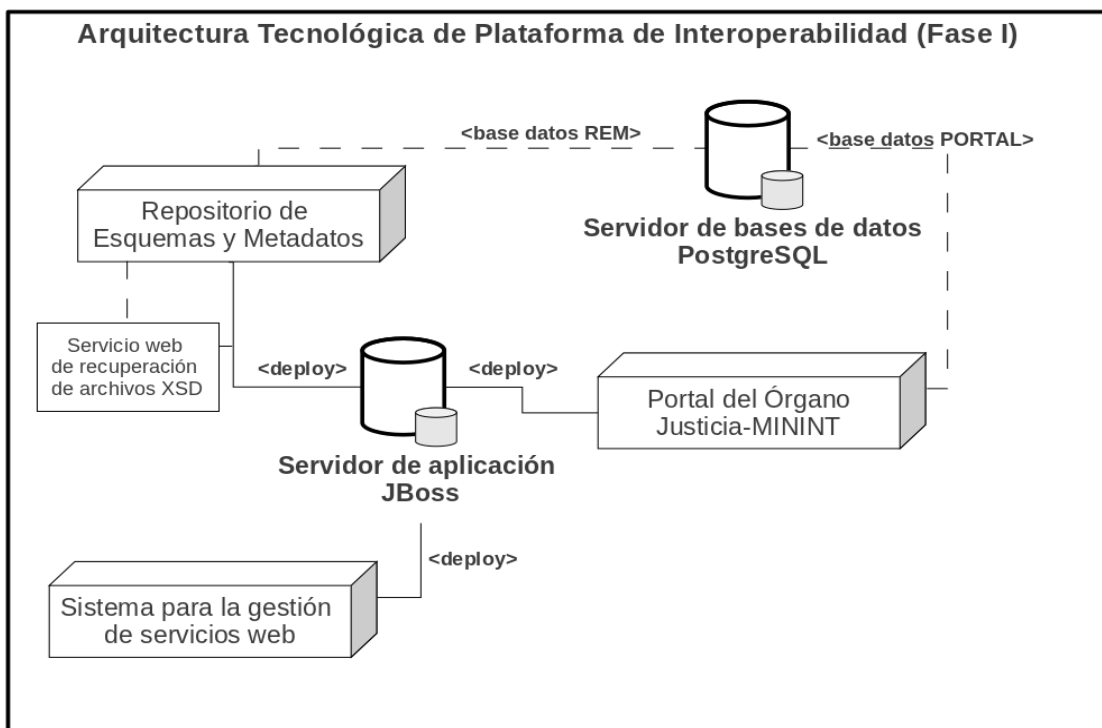 Arquitectura Tecnológica de Plataforma de Interoperabilidad (Fase I)
<base datos REM>
<base datos PORTAL>
Repositorio de
Esquemas y Metadatos
Servidor de bases de datos
PostgreSQL
Servicio web
de recuperación
de archivos XSD
<deploy>
<deploy>
Portal del Órgano
Justicia-MININT
Servidor de aplicación
JBoss
<deploy>
Sistema para la gestión
de servicios web